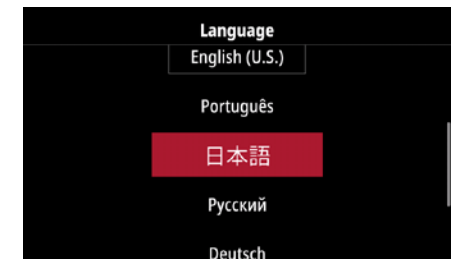 Language
English (U.S.)
Português
日本語
Русский
Deutsch